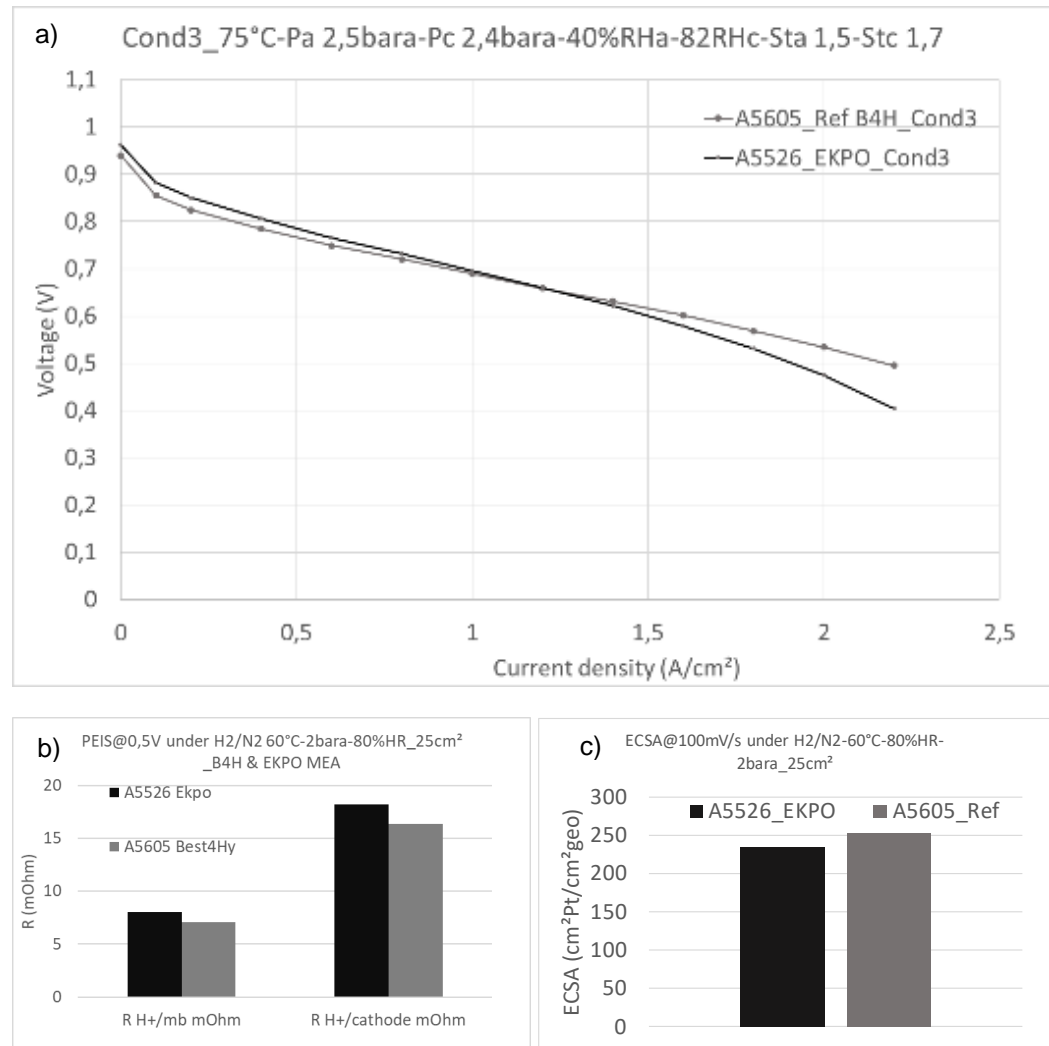 a)
Cond3_75°C-Pa 2,5bara-Pc 2,4bara-40%RHa-82RHc-Sta 1,5-Stc 1,7
1,1
1
0,9
0,8
0,7
0,6
0,5
0,4
0,3
0,2
0,1
0
Voltage (V)
A5605_Ref B4H_Cond3
A5526_EKPO_Cond3
0
0,5
1
1,5
2
2,5
Current density (A/cm²)
b)
PEIS@0,5V under H2/N2 60°C-2bara-80%HR_25cm²
_B4H & EKPO MEA
20
15
10
5
0
R (mOhm)
A5526 Ekpo
A5605 Best4Hy
R H+/mb mOhm
R H+/cathode mOhm
c)
ECSA@100mV/s under H2/N2-60°C-80%HR-
2bara_25cm²
300
250
200
150
100
50
0
ECSA (cm²Pt/cm²geo)
A5526_EKPO
A5605_Ref